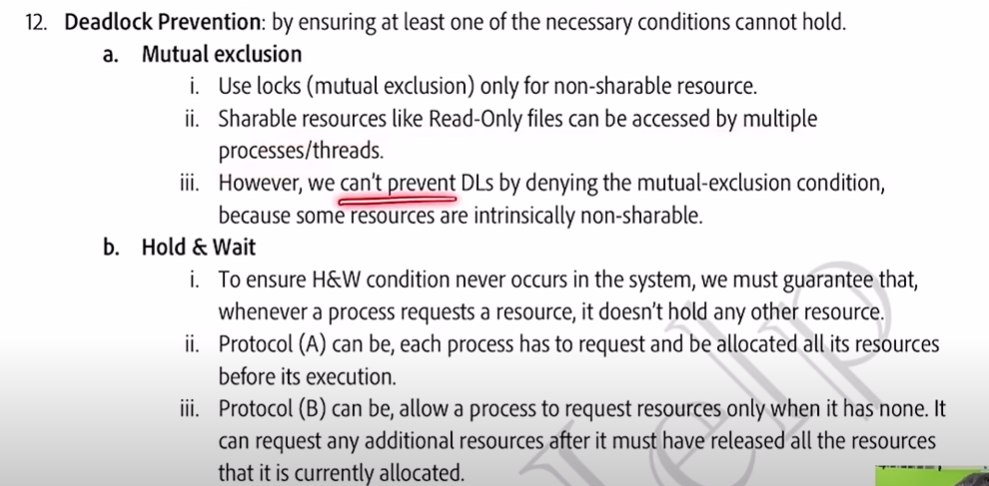 12. Deadlock Prevention: by ensuring at least one of the necessary conditions cannot hold.
a. Mutual exclusion
i. Use locks (mutual exclusion) only for non-sharable resource.
ii. Sharable resources like Read-Only files can be accessed by multiple
processes/threads.
iii. However, we can't prevent DLs by denying the mutual-exclusion condition,
because some resources are intrinsically non-sharable.
b. Hold & Wait
i. To ensure H&W condition never occurs in the system, we must guarantee that,
whenever a process requests a resource, it doesn't hold any other resource.
ii. Protocol (A) can be, each process has to request and be allocated all its resources
before its execution.
iii. Protocol (B) can be, allow a process to request resources only when it has none. It
can request any additional resources after it must have released all the resources
that it is currently allocated.